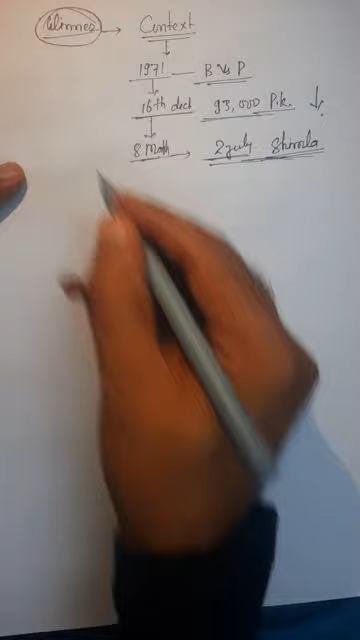 Context
1971 — B Vs P
16th dec 93,000 Pak. ↓
8 Month → 2 July Shimla